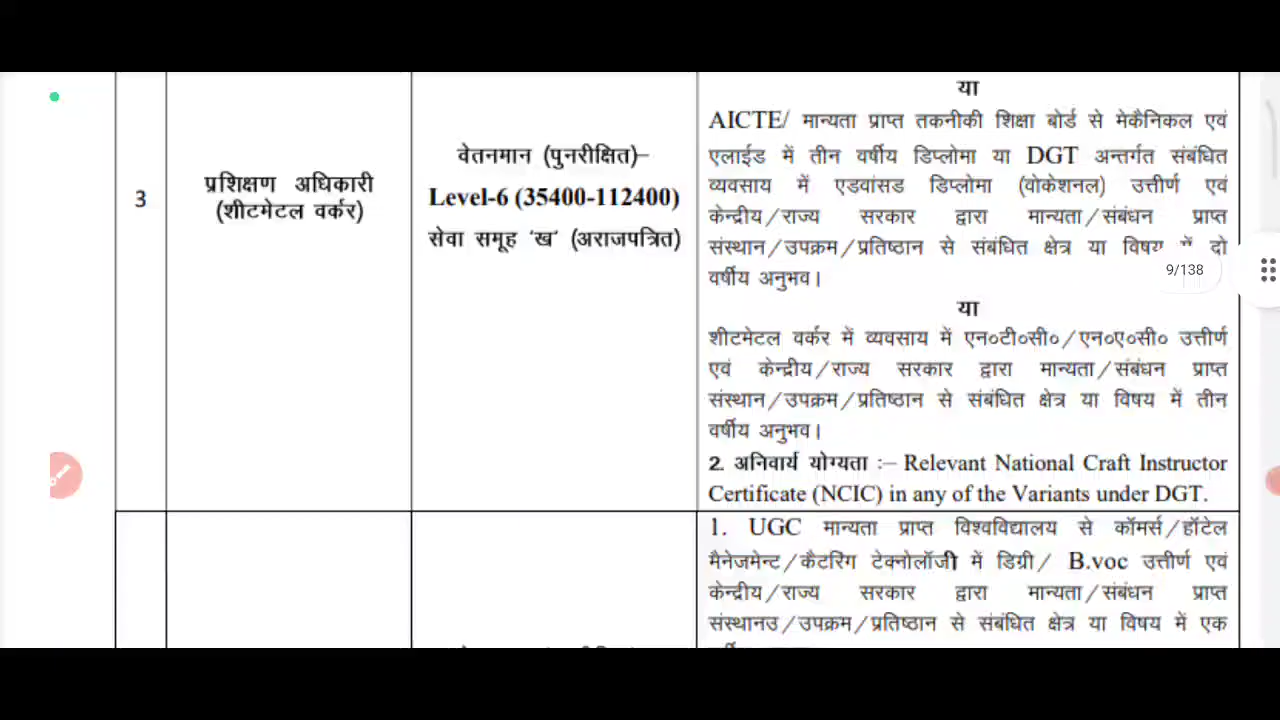 3
प्रशिक्षण अधिकारी
(शीटमेटल वर्कर)
वेतनमान (पुनरीक्षित)–
Level-6 (35400-112400)
सेवा समूह 'ख' (अराजपत्रित)
या
AICTE/ मान्यता प्राप्त तकनीकी शिक्षा बोर्ड से मेकैनिकल एवं
एलाईड में तीन वर्षीय डिप्लोमा या DGT अन्तर्गत संबंधित
व्यवसाय में एडवांसड डिप्लोमा (वोकेशनल) उत्तीर्ण एवं
केन्द्रीय/राज्य सरकार द्वारा मान्यता/संबंधन प्राप्त
संस्थान/उपक्रम/प्रतिष्ठान से संबंधित क्षेत्र या विषय में दो
वर्षीय अनुभव।
9/138
या
शीटमेटल वर्कर में व्यवसाय में एन०टी०सी०/एन०ए०सी० उत्तीर्ण
एवं केन्द्रीय/राज्य सरकार द्वारा मान्यता/संबंधन प्राप्त
संस्थान/उपक्रम/प्रतिष्ठान से संबंधित क्षेत्र या विषय में तीन
वर्षीय अनुभव।
2. अनिवार्य योग्यता :– Relevant National Craft Instructor
Certificate (NCIC) in any of the Variants under DGT.
1. UGC मान्यता प्राप्त विश्वविद्यालय से कॉमर्स/हॉटेल
मैनेजमेन्ट/कैटरिंग टेक्नोलॉजी में डिग्री/ B.voc उत्तीर्ण एवं
केन्द्रीय/राज्य सरकार द्वारा मान्यता/संबंधन प्राप्त
संस्थानउ/उपक्रम/प्रतिष्ठान से संबंधित क्षेत्र या विषय में एक